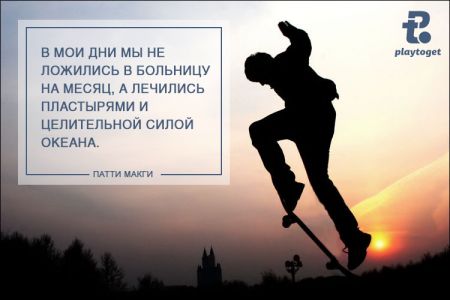 playtoget
В МОИ ДНИ МЫ НЕ
ЛОЖИЛИСЬ В БОЛЬНИЦУ
НА МЕСЯЦ, А ЛЕЧИЛИСЬ
ПЛАСТЫРЯМИ И
ЦЕЛИТЕЛЬНОЙ СИЛОЙ
ОКЕАНА.
ПАТТИ МАКГИ